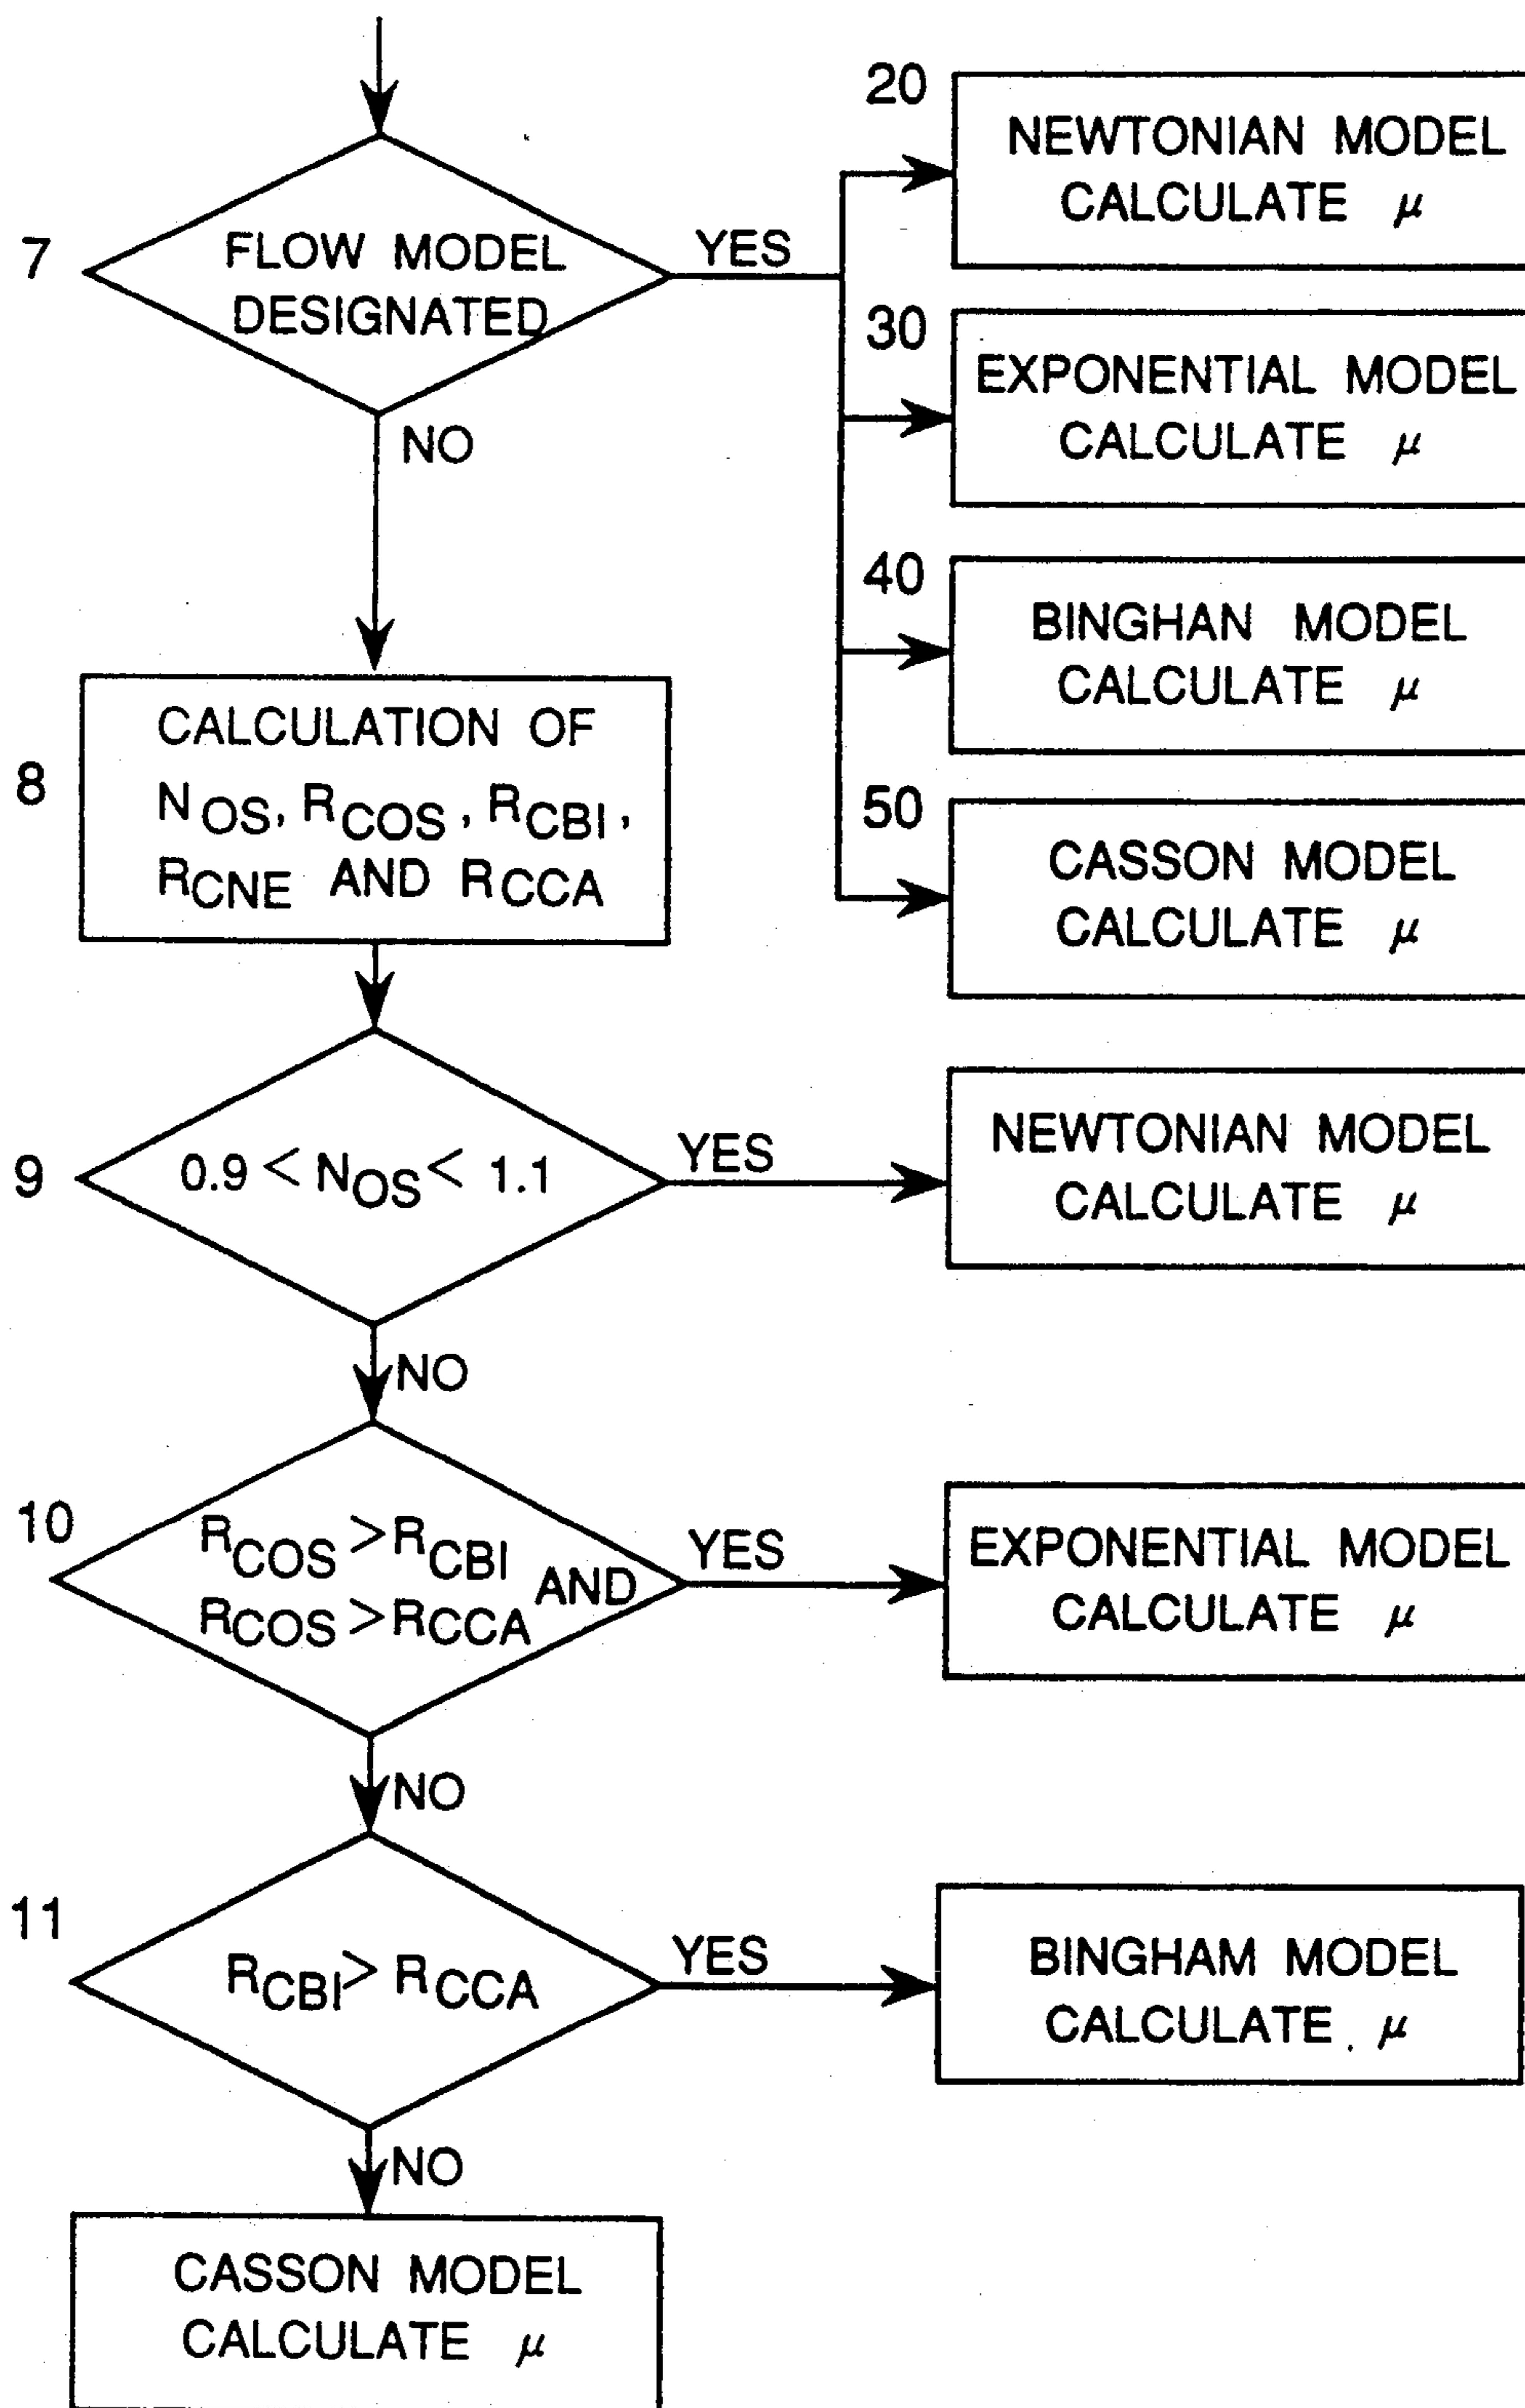 7
FLOW MODEL
DESIGNATED
YES
NO
20
NEWTONIAN MODEL
CALCULATE μ
30
EXPONENTIAL MODEL
CALCULATE μ
40
BINGHAN MODEL
CALCULATE μ
50
CASSON MODEL
CALCULATE μ
8
CALCULATION OF
NOS, RCOS, RCBI,
RCNE AND RCCA
9
0.9 < NOS < 1.1
YES
NEWTONIAN MODEL
CALCULATE μ
NO
10
RCOS > RCBI
AND
RCOS > RCCA
YES
EXPONENTIAL MODEL
CALCULATE μ
NO
11
RCBI > RCCA
YES
BINGHAM MODEL
CALCULATE μ
NO
CASSON MODEL
CALCULATE μ